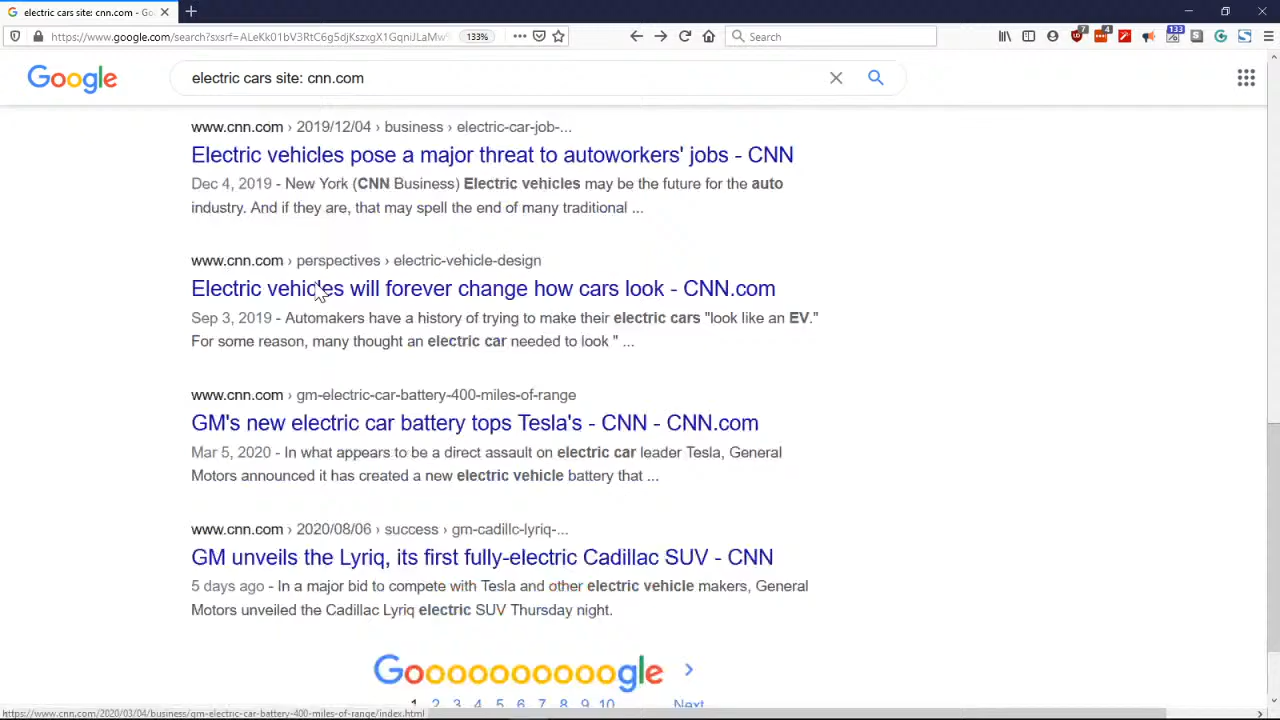 electric cars site: cnn.com - Go
https://www.google.com/search?sxsrf=ALeKk01bV3RtC6g5djKszxgX1GqniJLaMw
133%
Search
7
133
Google
electric cars site: cnn.com
www.cnn.com › 2019/12/04 › business › electric-car-job-...
Electric vehicles pose a major threat to autoworkers' jobs - CNN
Dec 4, 2019 - New York (CNN Business) Electric vehicles may be the future for the auto
industry. And if they are, that may spell the end of many traditional ...
www.cnn.com › perspectives › electric-vehicle-design
Electric vehicles will forever change how cars look - CNN.com
Sep 3, 2019 - Automakers have a history of trying to make their electric cars "look like an EV."
For some reason, many thought an electric car needed to look " ...
www.cnn.com › gm-electric-car-battery-400-miles-of-range
GM's new electric car battery tops Tesla's - CNN - CNN.com
Mar 5, 2020 - In what appears to be a direct assault on electric car leader Tesla, General
Motors announced it has created a new electric vehicle battery that ...
www.cnn.com › 2020/08/06 › success › gm-cadillc-lyriq-...
GM unveils the Lyriq, its first fully-electric Cadillac SUV - CNN
5 days ago - In a major bid to compete with Tesla and other electric vehicle makers, General
Motors unveiled the Cadillac Lyriq electric SUV Thursday night.
Goooooooooogle
1 2 3 4 5 6 7 8 9 10 Next
https://www.cnn.com/2020/03/04/business/gm-electric-car-battery-400-miles-of-range/index.html